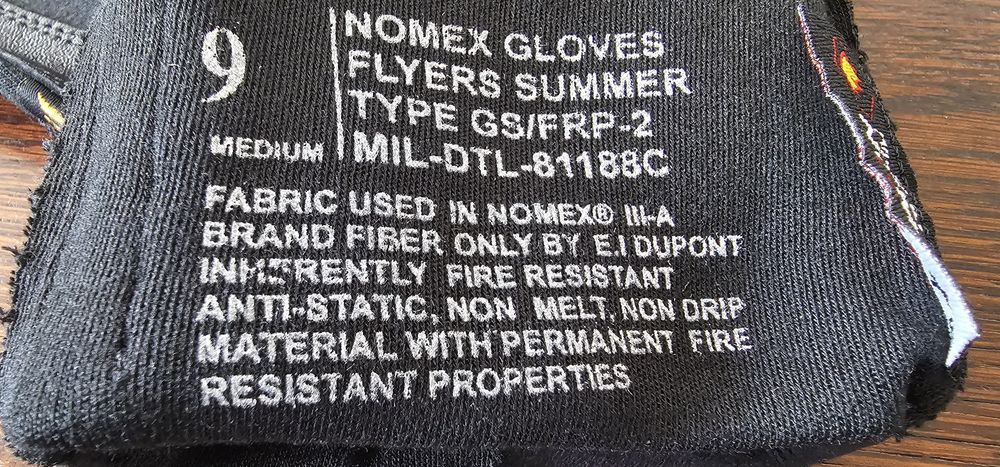 9
MEDIUM
NOMEX GLOVES
FLYERS SUMMER
TYPE GS/FRP-2
MIL-DTL-81188C
FABRIC USED IN NOMEX® III-A
BRAND FIBER ONLY BY E.I DUPONT
INHERENTLY FIRE RESISTANT
ANTI-STATIC, NON MELT, NON DRIP
MATERIAL WITH PERMANENT FIRE
RESISTANT PROPERTIES